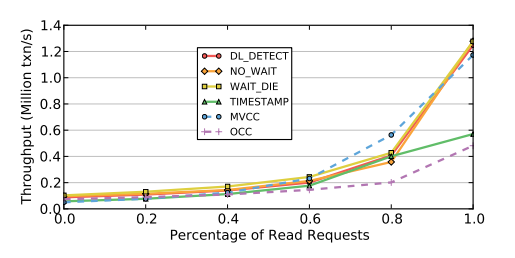 Throughput (Million txn/s)
1.4
1.2
1.0
0.8
0.6
0.4
0.2
0.0
DL_DETECT
NO_WAIT
WAIT_DIE
TIMESTAMP
MVCC
OCC
0.0 0.2 0.4 0.6 0.8 1.0
Percentage of Read Requests